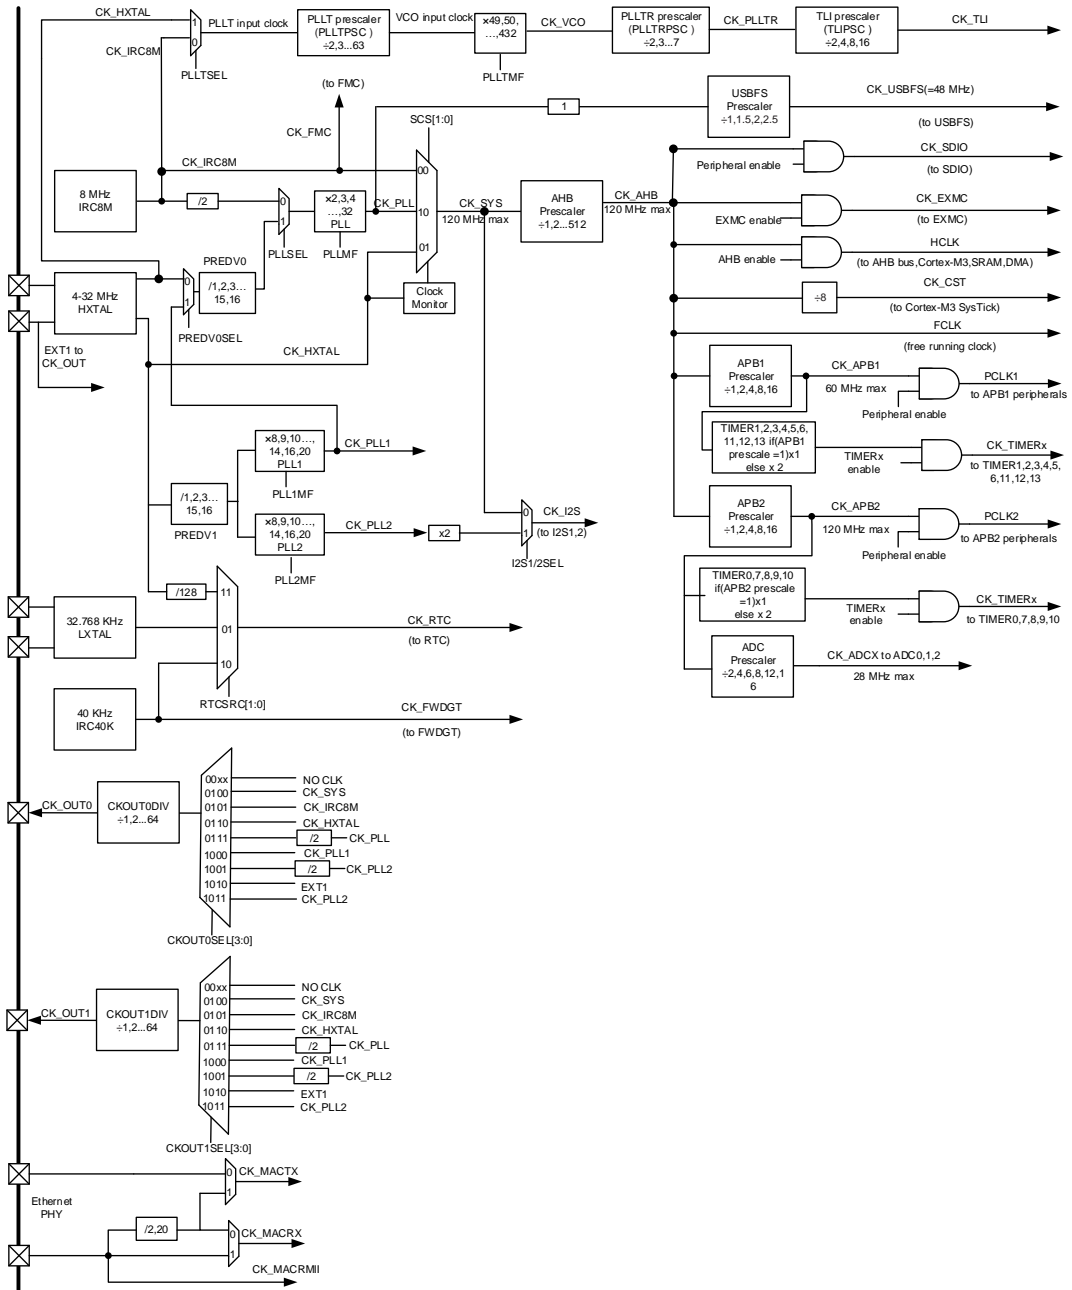 CK_HXTAL
1
0
PLLT input clock
CK_IRC8M
PLLTSEL
PLLT prescaler
(PLLTPSC )
÷2,3...63
VCO input clock
×49,50,
...,432
PLLTMF
CK_VCO
PLLTR prescaler
(PLLTRPSC)
÷2,3...7
CK_PLLTR
TLI prescaler
(TLIPSC )
÷2,4,8,16
CK_TLI
(to FMC)
CK_FMC
1
USBFS
Prescaler
÷1,1.5,2,2.5
CK_USBFS(=48 MHz)
(to USBFS)
SCS[1:0]
00
10
01
CK_IRC8M
8 MHz
IRC8M
/2
0
1
PLLSEL
×2,3,4
...,32
PLL
PLLMF
CK_PLL
CK_SYS
120 MHz max
AHB
Prescaler
÷1,2...512
CK_AHB
120 MHz max
Peripheral enable
CK_SDIO
(to SDIO)
EXMC enable
CK_EXMC
(to EXMC)
AHB enable
HCLK
(to AHB bus,Cortex-M3,SRAM,DMA)
÷8
CK_CST
(to Cortex-M3 SysTick)
FCLK
(free running clock)
4-32 MHz
HXTAL
0
1
PREDV0SEL
PREDV0
/1,2,3...
15,16
Clock
Monitor
EXT1 to
CK_OUT
CK_HXTAL
APB1
Prescaler
÷1,2,4,8,16
CK_APB1
60 MHz max
Peripheral enable
PCLK1
to APB1 peripherals
TIMER1,2,3,4,5,6,
11,12,13 if(APB1
prescale =1)x1
else x 2
TIMERx
enable
CK_TIMERx
to TIMER1,2,3,4,5,
6,11,12,13
×8,9,10...,
14,16,20
PLL1
PLL1MF
CK_PLL1
/1,2,3...
15,16
PREDV1
×8,9,10...,
14,16,20
PLL2
PLL2MF
CK_PLL2
x2
0
1
I2S1/2SEL
CK_I2S
(to I2S1,2)
APB2
Prescaler
÷1,2,4,8,16
CK_APB2
120 MHz max
Peripheral enable
PCLK2
to APB2 peripherals
TIMER0,7,8,9,10
if(APB2 prescale
=1)x1
else x 2
TIMERx
enable
CK_TIMERx
to TIMER0,7,8,9,10
ADC
Prescaler
÷2,4,6,8,12,1
6
CK_ADCX to ADC0,1,2
28 MHz max
/128
11
01
10
RTCSRC[1:0]
32.768 KHz
LXTAL
CK_RTC
(to RTC)
40 KHz
IRC40K
CK_FWDGT
(to FWDGT)
CK_OUT0
CKOUT0DIV
÷1,2...64
00xx NO CLK
0100 CK_SYS
0101 CK_IRC8M
0110 CK_HXTAL
0111 /2 CK_PLL
1000 CK_PLL1
1001 /2 CK_PLL2
1010 EXT1
1011 CK_PLL2
CKOUT0SEL[3:0]
CK_OUT1
CKOUT1DIV
÷1,2...64
00xx NO CLK
0100 CK_SYS
0101 CK_IRC8M
0110 CK_HXTAL
0111 /2 CK_PLL
1000 CK_PLL1
1001 /2 CK_PLL2
1010 EXT1
1011 CK_PLL2
CKOUT1SEL[3:0]
Ethernet
PHY
0
1
CK_MACTX
/2,20
0
1
CK_MACRX
CK_MACRMII